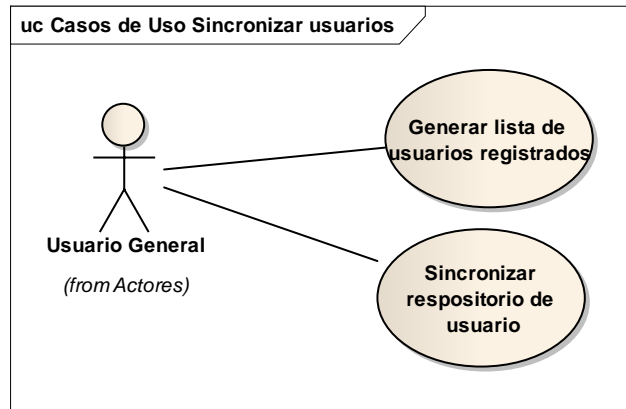 uc Casos de Uso Sincronizar usuarios
Generar lista de
usuarios registrados
Usuario General
(from Actores)
Sincronizar
respositorio de
usuario